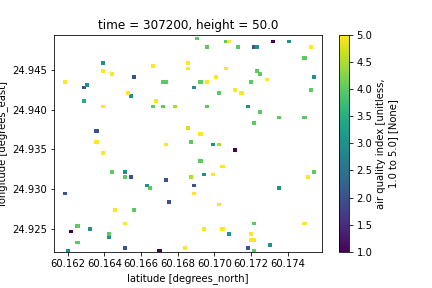 time = 307200, height = 50.0
24.945
24.940
24.935
24.930
24.925
longitude [degrees_east]
60.162 60.164 60.166 60.168 60.170 60.172 60.174
latitude [degrees_north]
5.0
4.5
4.0
3.5
3.0
2.5
2.0
1.5
1.0
air quality index [unitless,
1.0 to 5.0] [None]